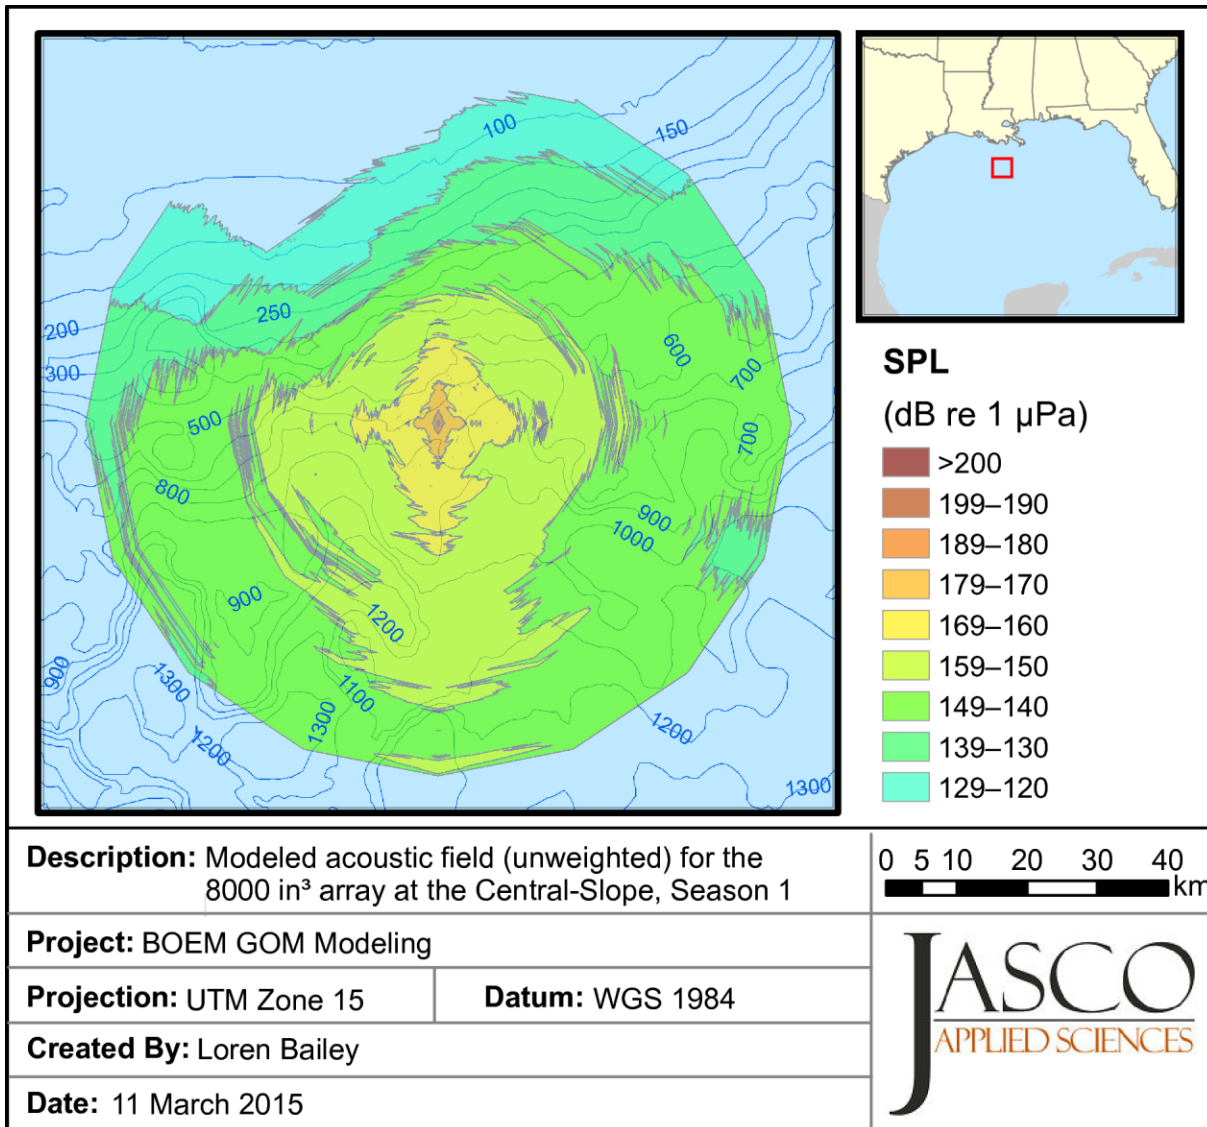 100
150
250
200
300
600
700
500
700
800
900
1000
900
1200
900
1300
1100
1300
1200
1200
1300
SPL
(dB re 1 µPa)
>200
199–190
189–180
179–170
169–160
159–150
149–140
139–130
129–120
Description: Modeled acoustic field (unweighted) for the
8000 in³ array at the Central-Slope, Season 1
0 5 10 20 30 40
km
Project: BOEM GOM Modeling
Projection: UTM Zone 15 Datum: WGS 1984
Created By: Loren Bailey
Date: 11 March 2015
JASCO
APPLIED SCIENCES